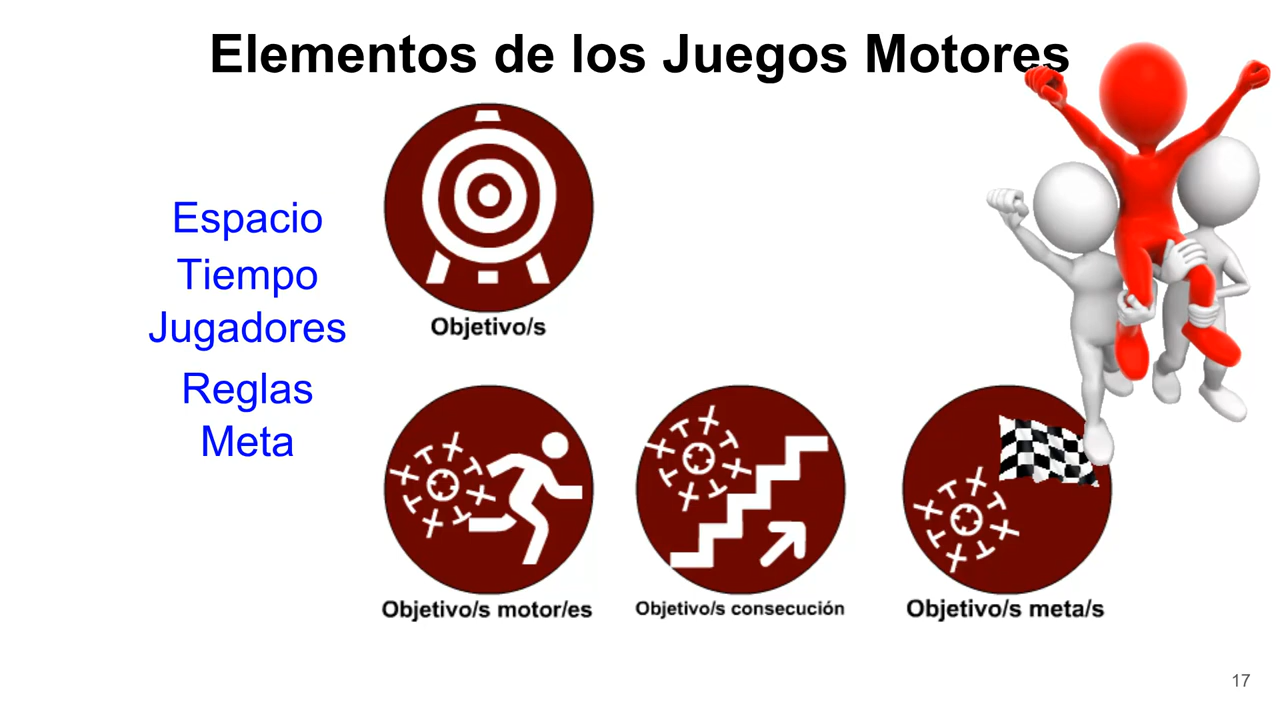 Elementos de los Juegos Motores
Espacio
Tiempo
Jugadores
Reglas
Meta
Objetivo/s
Objetivo/s motor/es
Objetivo/s consecución
Objetivo/s meta/s
17